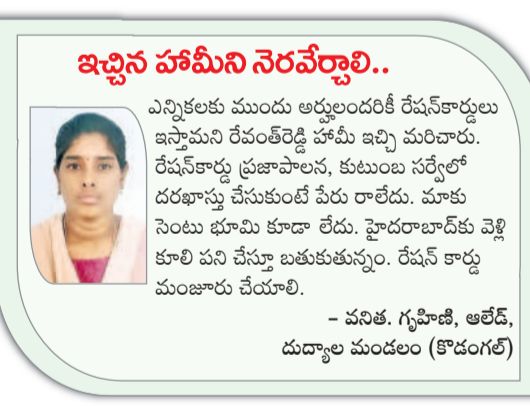 ఇచ్చిన హామీని నెరవేర్చాలి..
ఎన్నికలకు ముందు అర్హులందరికీ రేషన్‌కార్డులు
ఇస్తామని రేవంత్‌రెడ్డి హామీ ఇచ్చి మరిచారు.
రేషన్‌కార్డు ప్రజాపాలన, కుటుంబ సర్వేలో
దరఖాస్తు చేసుకుంటే పేరు రాలేదు. మాకు
సెంటు భూమి కూడా లేదు. హైదరాబాద్‌కు వెళ్లి
కూలి పని చేస్తూ బతుకుతున్నం. రేషన్ కార్డు
మంజూరు చేయాలి.
– వనిత. గృహిణి, ఆలేడ్,
దుద్యాల మండలం (కొడంగల్)